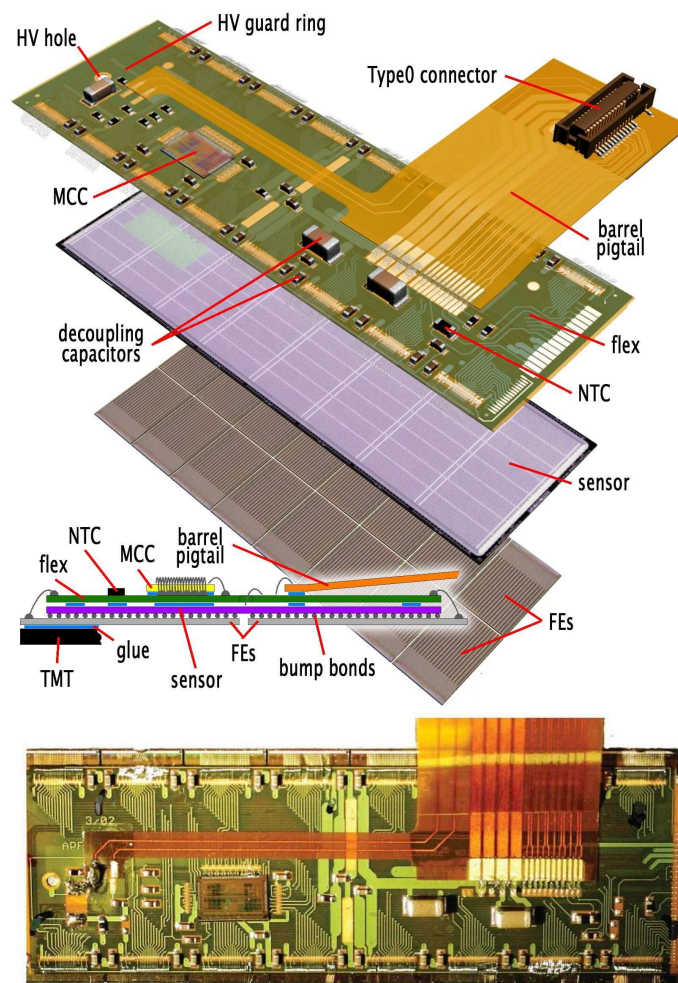 HV guard ring
HV hole
Type0 connector
MCC
barrel
pigtail
decoupling
capacitors
flex
NTC
sensor
barrel
pigtail
NTC
MCC
flex
FEs
glue
FEs
bump bonds
TMT
sensor
3/02
APF